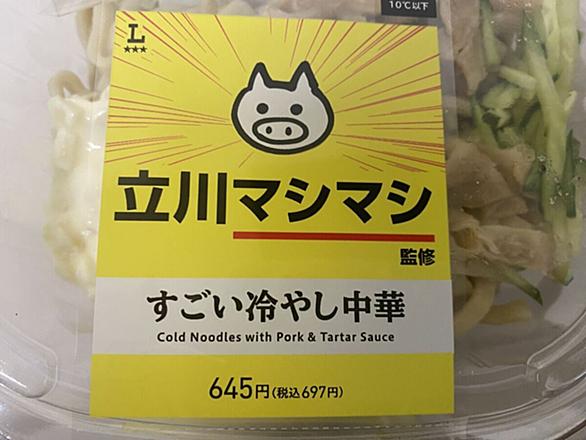 10℃以下
L
★★★
立川マシマシ
監修
すごい冷やし中華
Cold Noodles with Pork & Tartar Sauce
645円(税込697円)